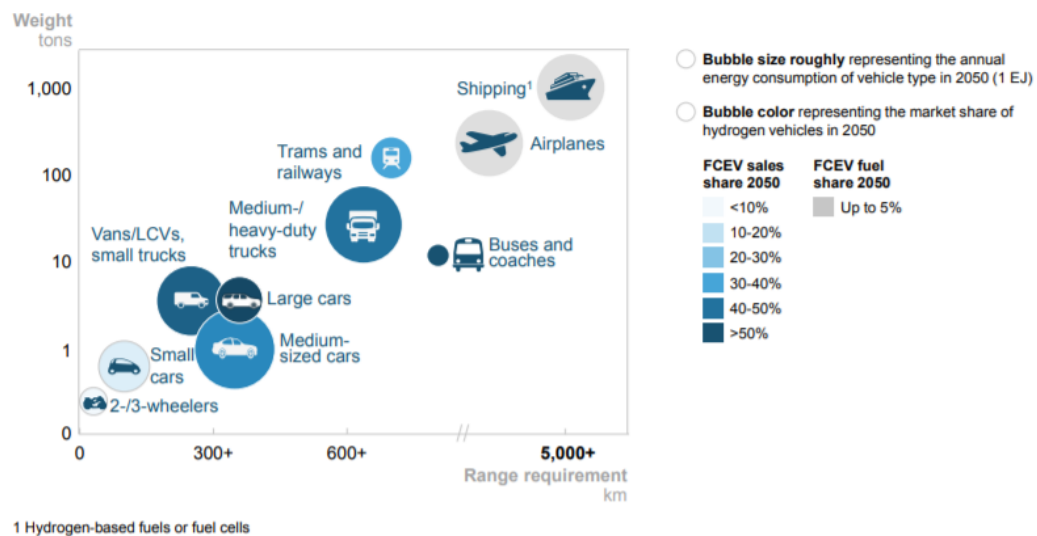 Weight
tons
1,000
100
10
1
0
Shipping1
Airplanes
Trams and
railways
Medium-/
heavy-duty
trucks
Vans/LCVs,
small trucks
Buses and
coaches
Large cars
Medium-
sized cars
Small
cars
2-/3-wheelers
0
300+
600+
5,000+
Range requirement
km
Bubble size roughly representing the annual
energy consumption of vehicle type in 2050 (1 EJ)
Bubble color representing the market share of
hydrogen vehicles in 2050
FCEV sales
share 2050
<10%
10-20%
20-30%
30-40%
40-50%
>50%
FCEV fuel
share 2050
Up to 5%
1 Hydrogen-based fuels or fuel cells